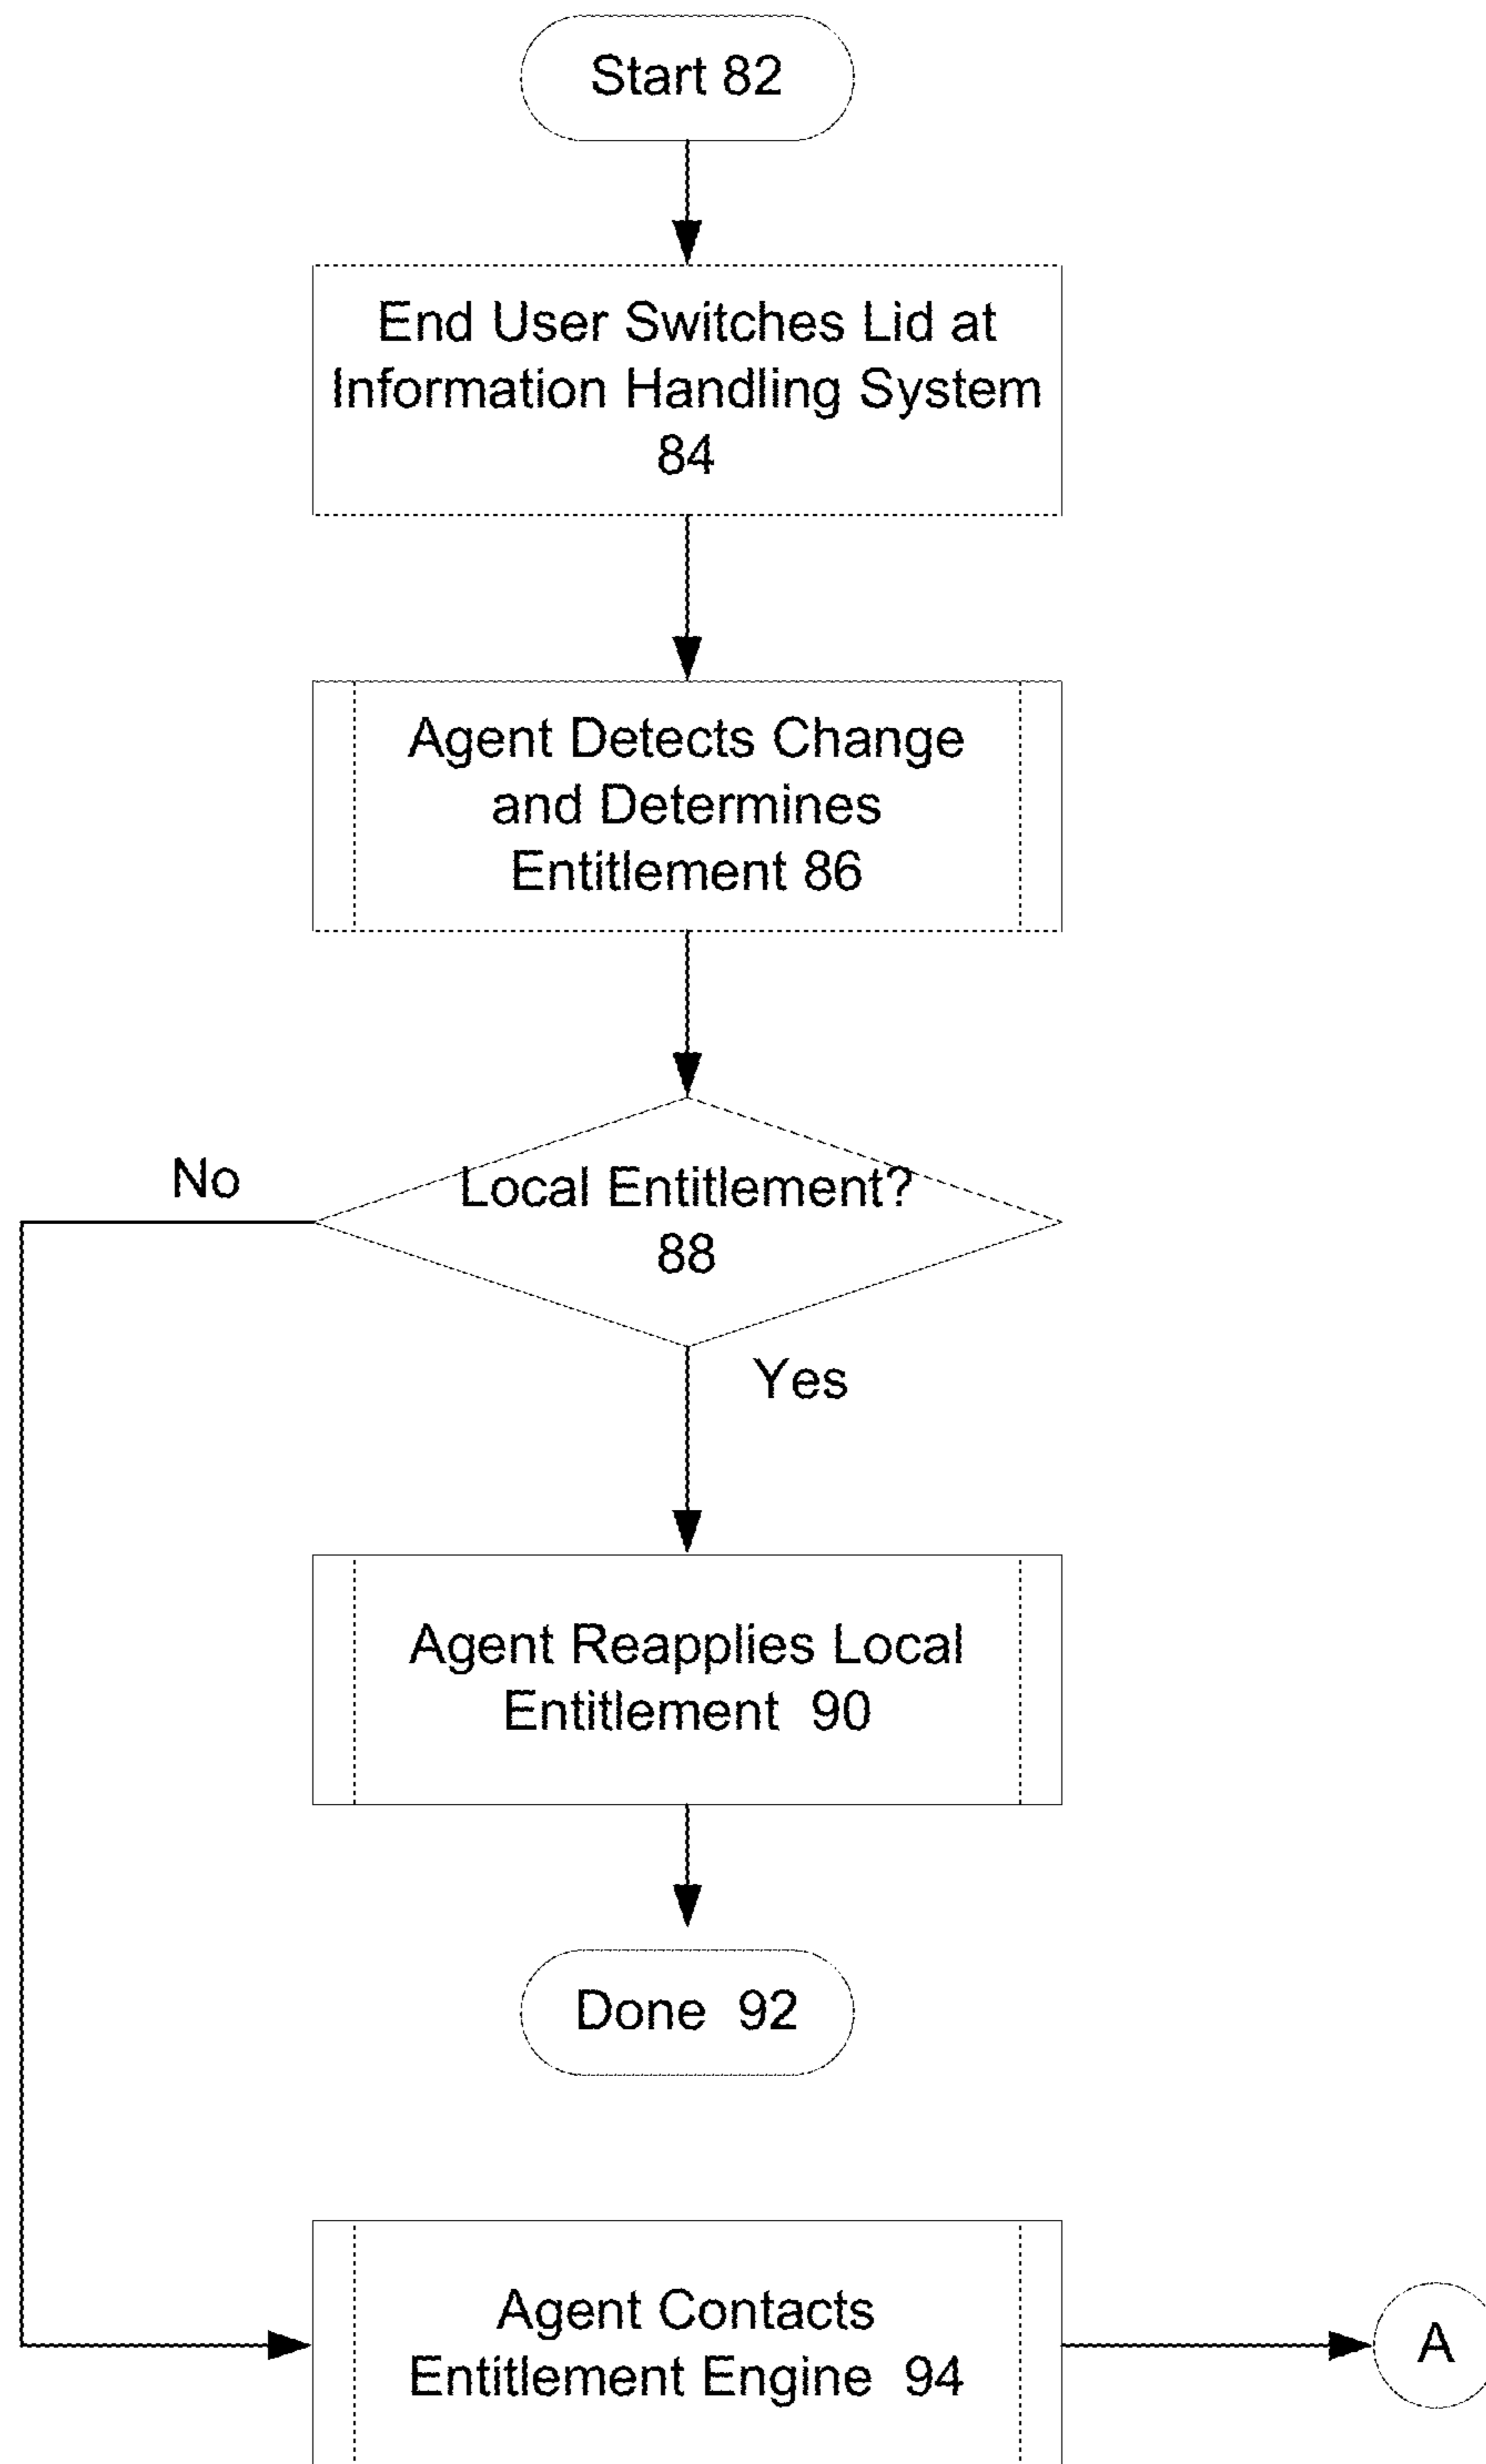 Start 82
End User Switches Lid at
Information Handling System
84
Agent Detects Change
and Determines
Entitlement 86
No
Local Entitlement?
88
Yes
Agent Reapplies Local
Entitlement 90
Done 92
Agent Contacts
Entitlement Engine 94
A